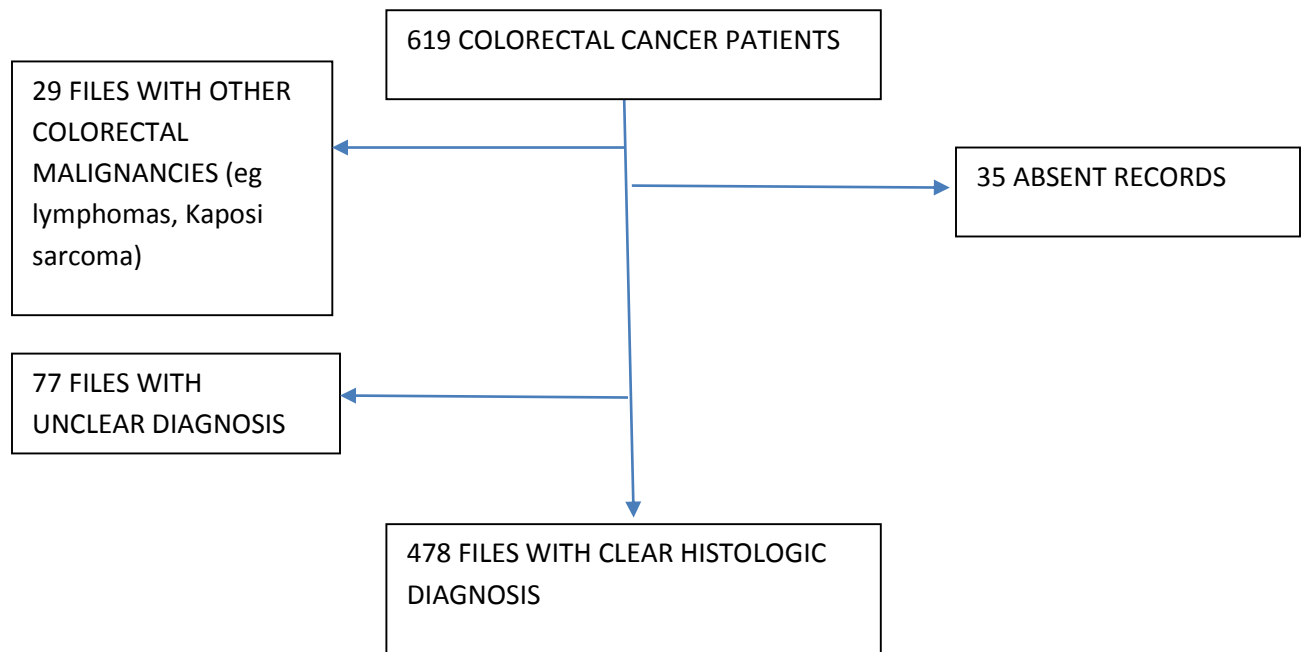 619 COLORECTAL CANCER PATIENTS
29 FILES WITH OTHER
COLORECTAL
MALIGNANCIES (eg
lymphomas, Kaposi
sarcoma)
35 ABSENT RECORDS
77 FILES WITH
UNCLEAR DIAGNOSIS
478 FILES WITH CLEAR HISTOLOGIC
DIAGNOSIS